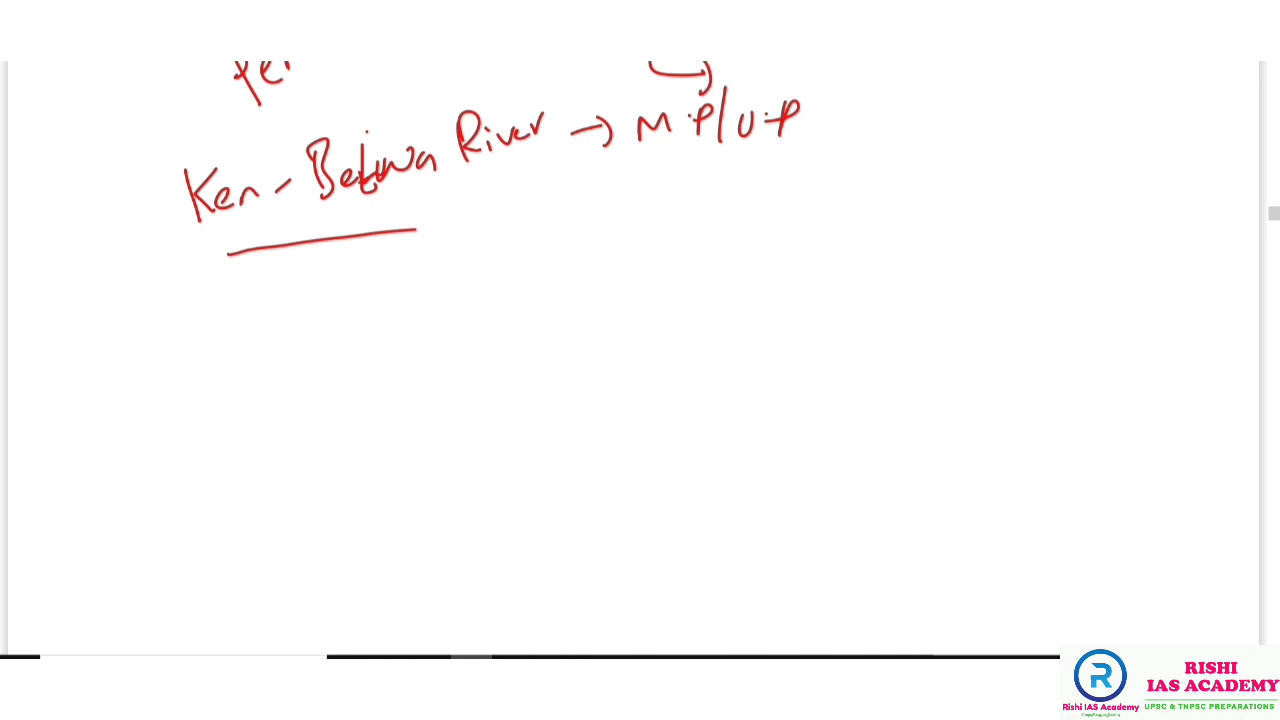 Ken - Betwa River → M.P/U.P
R
RISHI
IAS ACADEMY
Rishi IAS Academy
UPSC & TNPSC PREPARATIONS